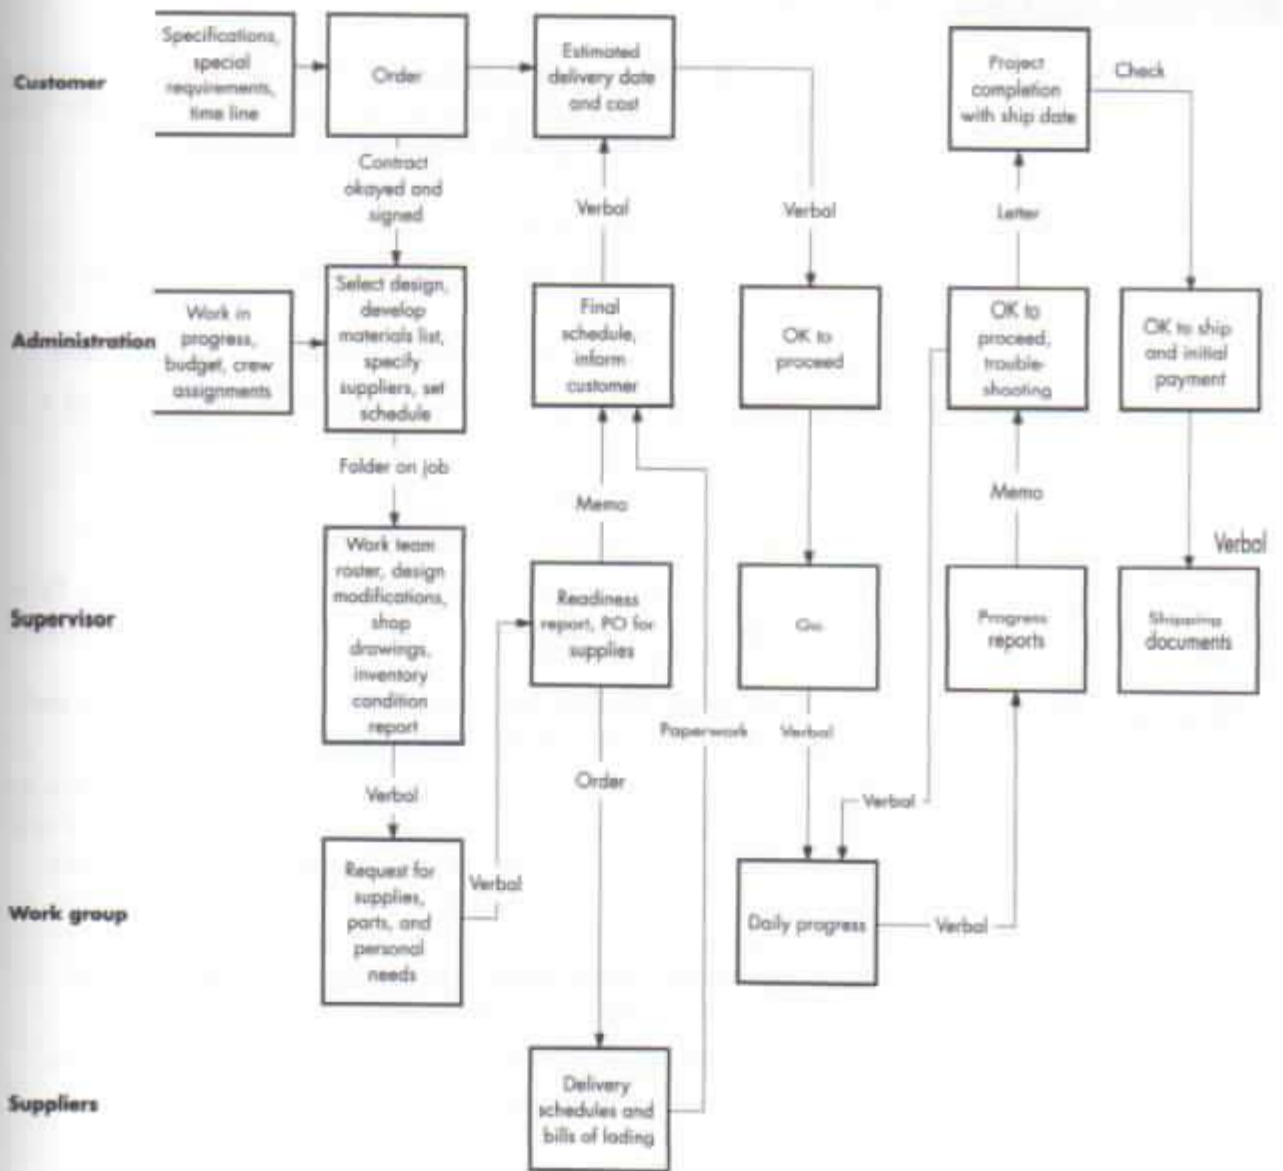 Customer
Specifications,
special
requirements,
time line
Order
Estimated
delivery date
and cost
Project
completion
with ship date
Check
Contract
okayed and
signed
Verbal
Verbal
Letter
Administration
Work in
progress,
budget, crew
assignments
Select design,
develop
materials list,
specify
suppliers, set
schedule
Final
schedule,
inform
customer
OK to
proceed
OK to
proceed,
trouble-
shooting
OK to ship
and initial
payment
Folder on job
Memo
Memo
Verbal
Supervisor
Work team
roster, design
modifications,
shop
drawings,
inventory
condition
report
Readiness
report, PO for
supplies
Go
Progress
reports
Shipping
documents
Paperwork
Verbal
Verbal
Order
Verbal
Work group
Request for
supplies,
parts, and
personal
needs
Verbal
Daily progress
Verbal
Suppliers
Delivery
schedules and
bills of lading